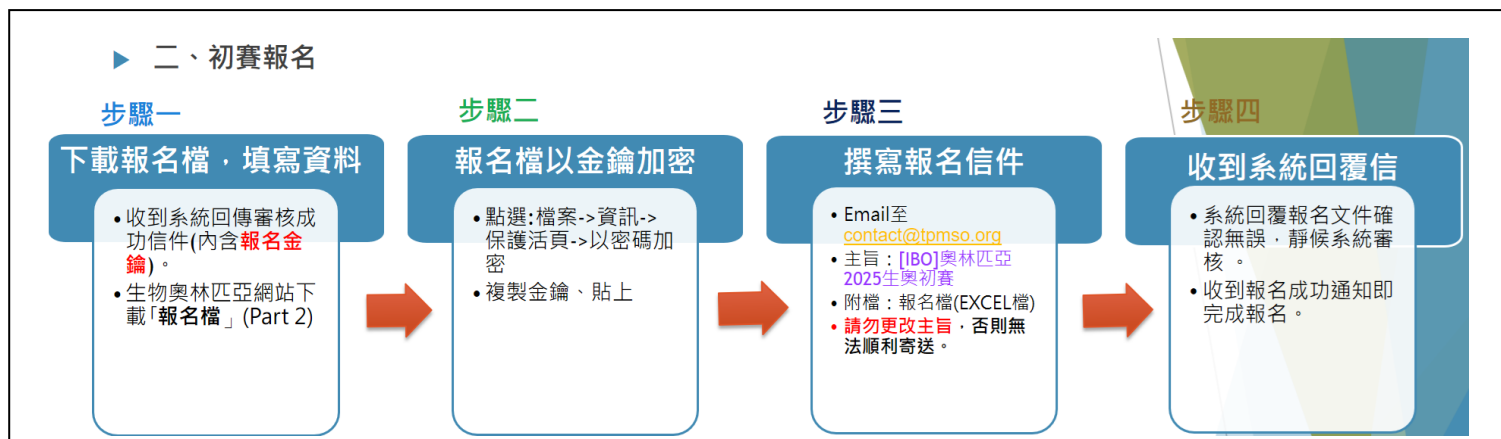 二、初賽報名
步驟一
下載報名檔，填寫資料
•收到系統回傳審核成
功信件(內含報名金
鑰)。
•生物奧林匹亞網站下
載「報名檔」(Part 2)
步驟二
報名檔以金鑰加密
•點選:檔案->資訊->
保護活頁->以密碼加
密
•複製金鑰、貼上
步驟三
撰寫報名信件
• Email至
contact@tpmso.org
• 主旨：[IBO]奧林匹亞
2025生奧初賽
• 附檔：報名檔(EXCEL檔)
• 請勿更改主旨，否則無
法順利寄送。
步驟四
收到系統回覆信
•系統回覆報名文件確
認無誤，靜候系統審
核 。
•收到報名成功通知即
完成報名。